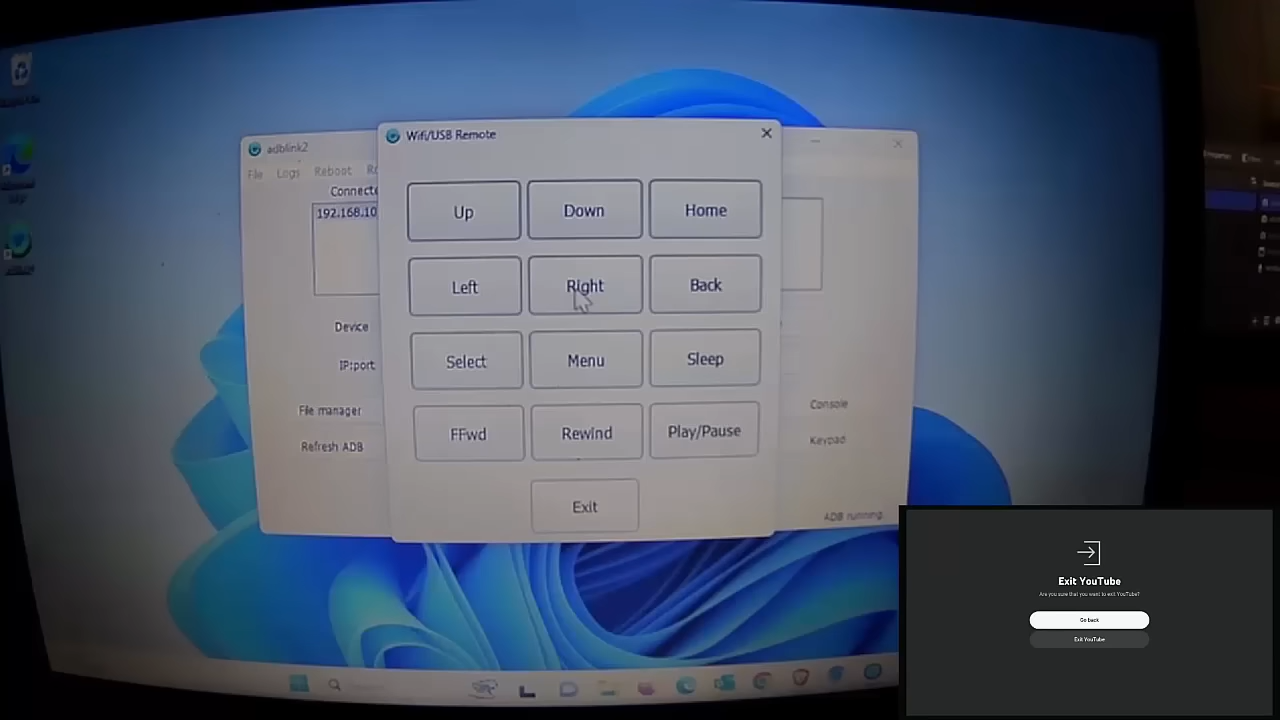 adblink2
File Logs Reboot
Connecte
192.168.10
Device
IP:port
File manager
Refresh ADB
Wifi/USB Remote
Up Down Home
Left Right Back
Select Menu Sleep
FFwd Rewind Play/Pause
Exit
Console
Keypad
ADB running
Exit YouTube
Are you sure that you want to exit YouTube?
Go back
Exit YouTube